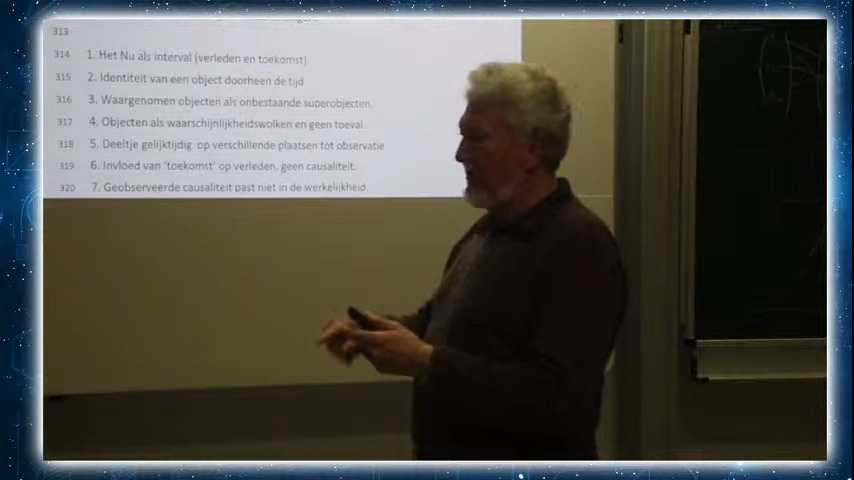 313
314 1. Het Nu als interval (verleden en toekomst)
315 2. Identiteit van een object doorheen de tijd
316 3. Waargenomen objecten als onbestaande superobjecten.
317 4. Objecten als waarschijnlijkheidswolken en geen toeval
318 5. Deeltje gelijktijdig op verschillende plaatsen tot observatie
319 6. Invloed van 'toekomst' op verleden, geen causaliteit.
320 7. Geobserveerde causaliteit past niet in de werkelijkheid.